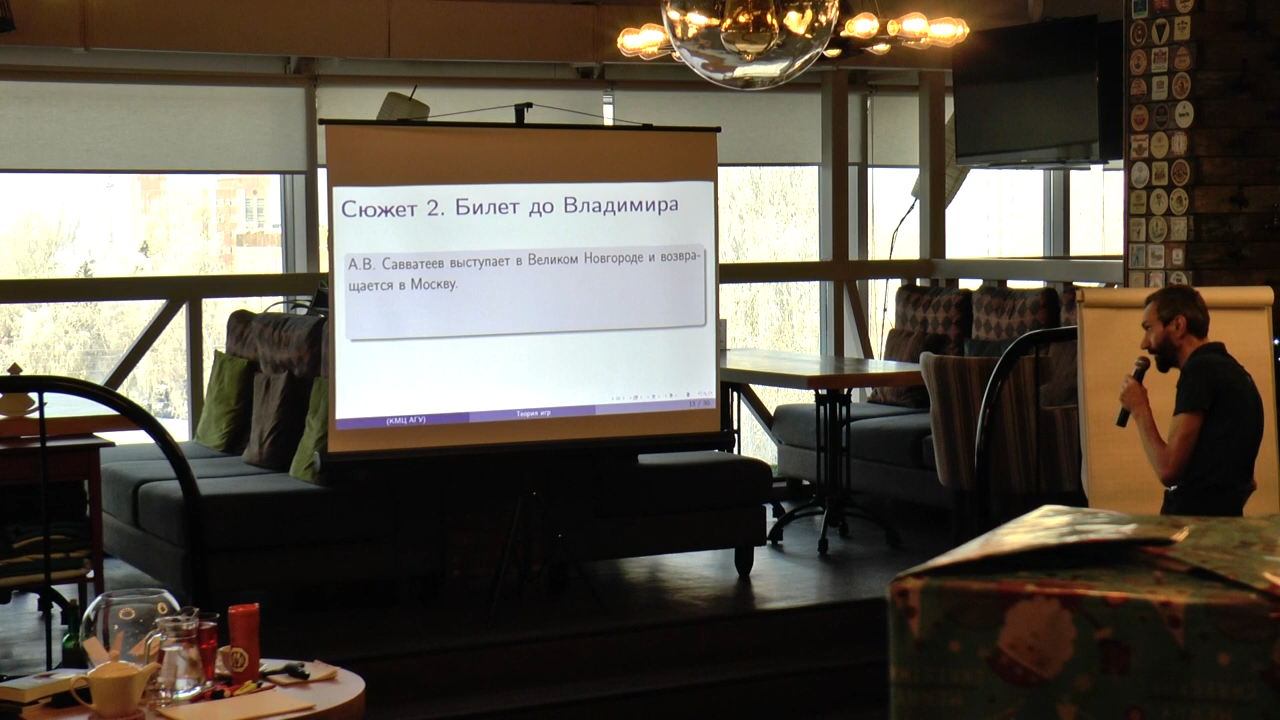 Сюжет 2. Билет до Владимира
А.В. Савватеев выступает в Великом Новгороде и возвра-
щается в Москву.
(КМЦ АГУ)
Теория игр